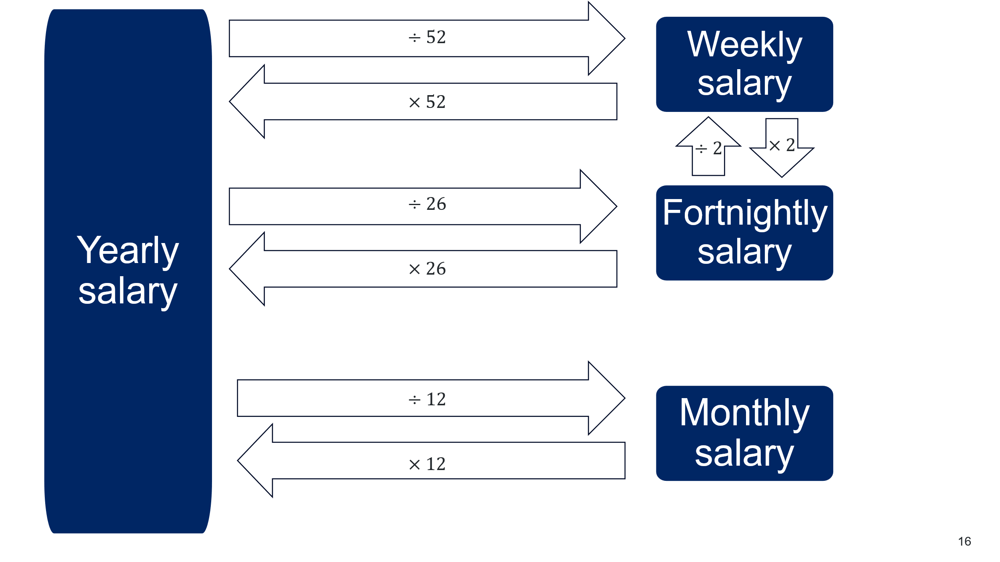 Yearly
salary
÷ 52
× 52
Weekly
salary
÷ 2
× 2
÷ 26
× 26
Fortnightly
salary
÷ 12
× 12
Monthly
salary
16